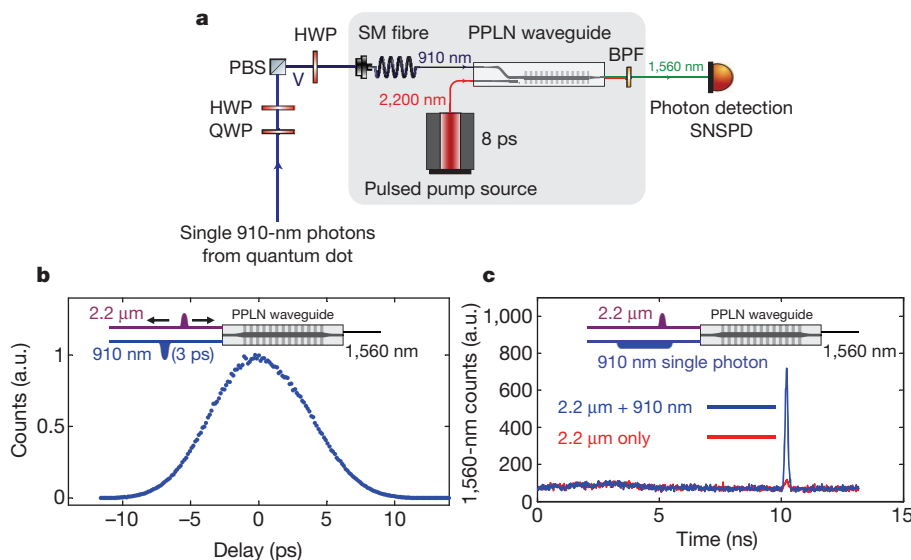 a
HWP
SM fibre
PPLN waveguide
PBS
V
910 nm
BPF
1,560 nm
HWP
2,200 nm
Photon detection
SNSPD
QWP
8 ps
Pulsed pump source
Single 910-nm photons
from quantum dot
b
2.2 μm
PPLN waveguide
910 nm
(3 ps)
1,560 nm
Counts (a.u.)
1
0.5
0
−10
−5
0
5
10
Delay (ps)
c
1,560-nm counts (a.u.)
1,000
800
600
400
200
0
2.2 μm
PPLN waveguide
1,560 nm
910 nm single photon
2.2 μm + 910 nm
2.2 μm only
0
5
10
15
Time (ns)